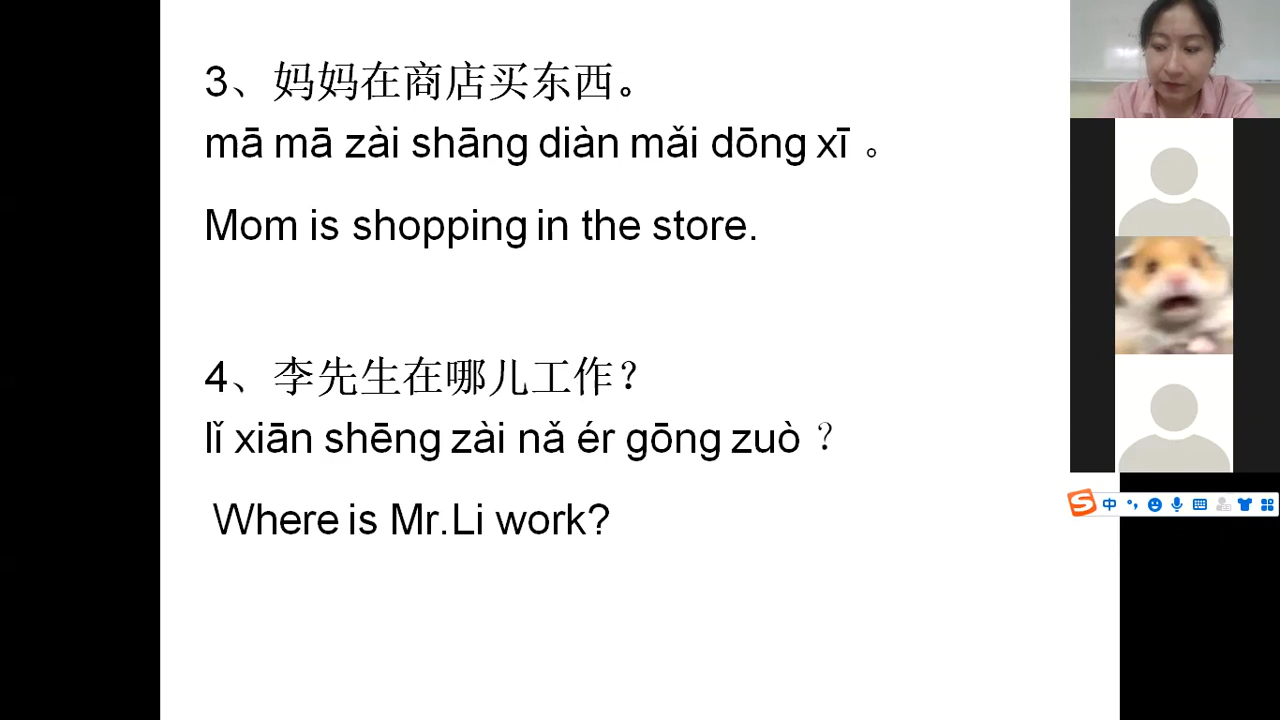 3、妈妈在商店买东西。
mā mā zài shāng diàn mǎi dōng xī 。
Mom is shopping in the store.
4、李先生在哪儿工作？
lǐ xiān shēng zài nǎ ér gōng zuò ？
Where is Mr.Li work?
S 中